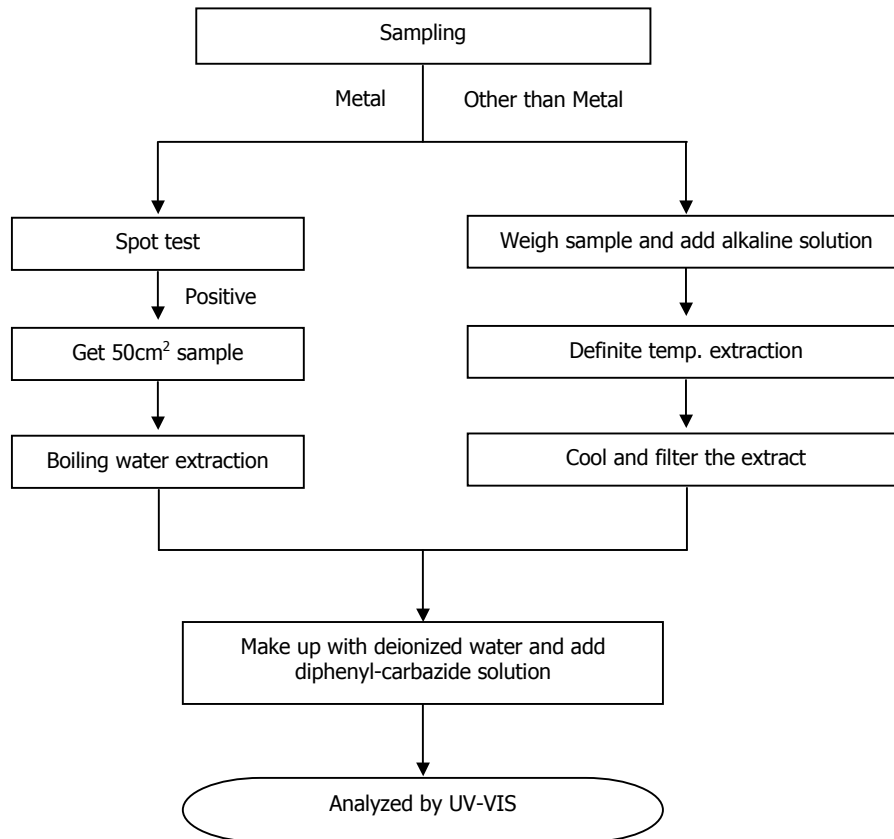 Sampling
Metal
Other than Metal
Spot test
Positive
Get 50cm² sample
Boiling water extraction
Weigh sample and add alkaline solution
Definite temp. extraction
Cool and filter the extract
Make up with deionized water and add
diphenyl-carbazide solution
Analyzed by UV-VIS